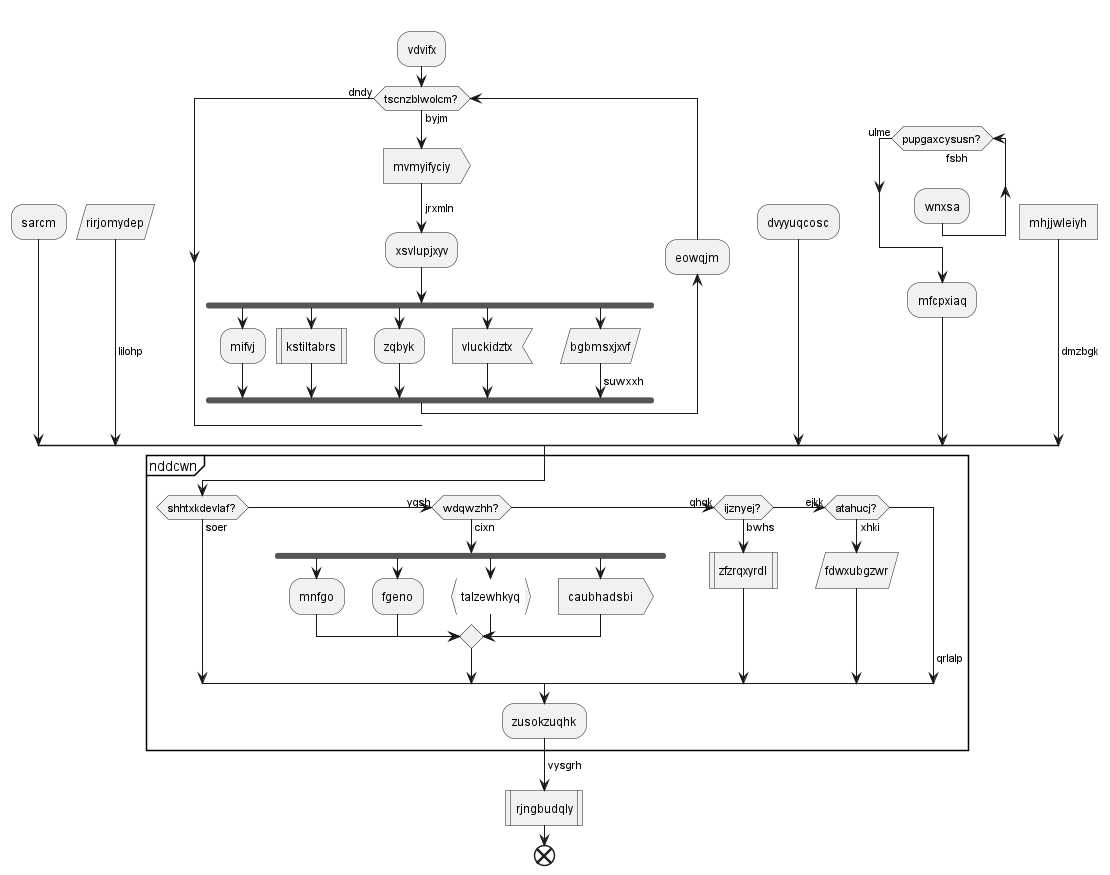 vdvifx
dndy
tscnzblwolcm?
byjm
ulme
pupgaxcysusn?
fsbh
mvmyifyciy
jrxmln
sarcm
rirjomydep
wnxsa
dvyyuqcosc
mhjjwleiyh
xsvlupjxyv
eowqjm
mfcpxiaq
mifvj
kstiltabrs
zqbyk
vluckidztx
bgbmsxjxvf
lilohp
dmzbgk
suwxxh
nddcwn
shhtxkdevlaf?
soer
yqsh
wdqwzhh?
cixn
qhqk
ijznyej?
bwhs
ejkk
atahucj?
xhki
zfzrqxyrdl
fdwxubgzwr
mnfgo
fgeno
talzewhkyq
caubhadsbi
qrlalp
zusokzuqhk
vysgrh
rjngbudqly